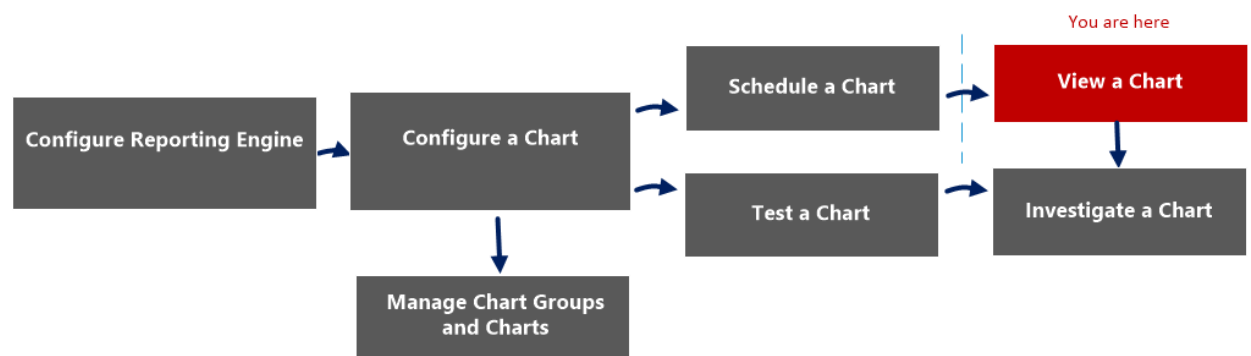 You are here
Configure Reporting Engine
Configure a Chart
Schedule a Chart
View a Chart
Test a Chart
Investigate a Chart
Manage Chart Groups
and Charts